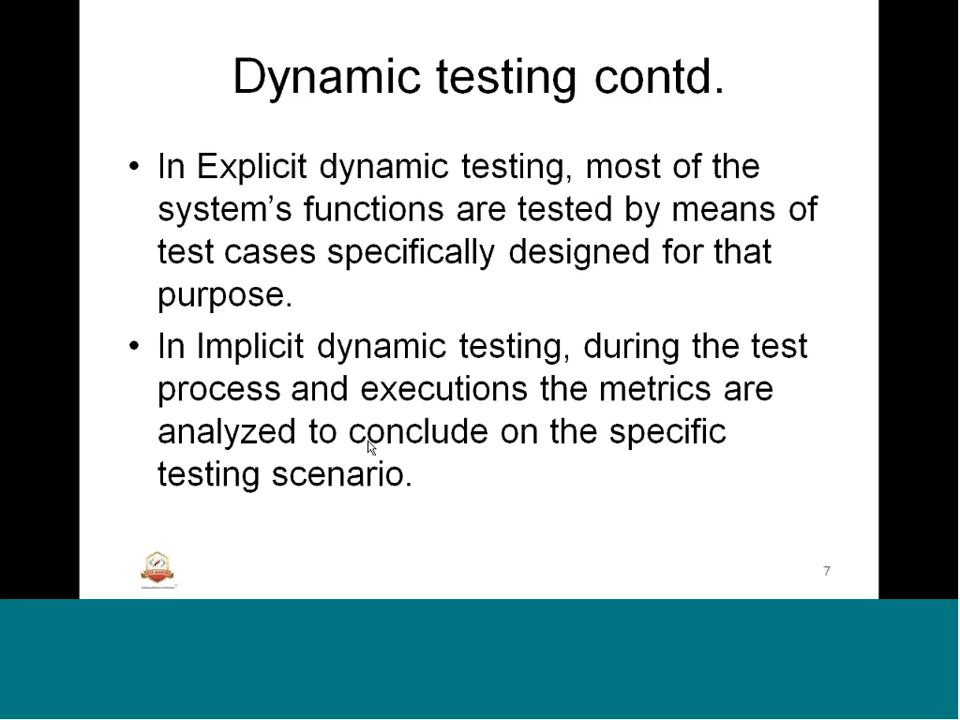 Dynamic testing contd.
• In Explicit dynamic testing, most of the
system's functions are tested by means of
test cases specifically designed for that
purpose.
• In Implicit dynamic testing, during the test
process and executions the metrics are
analyzed to conclude on the specific
testing scenario.
7